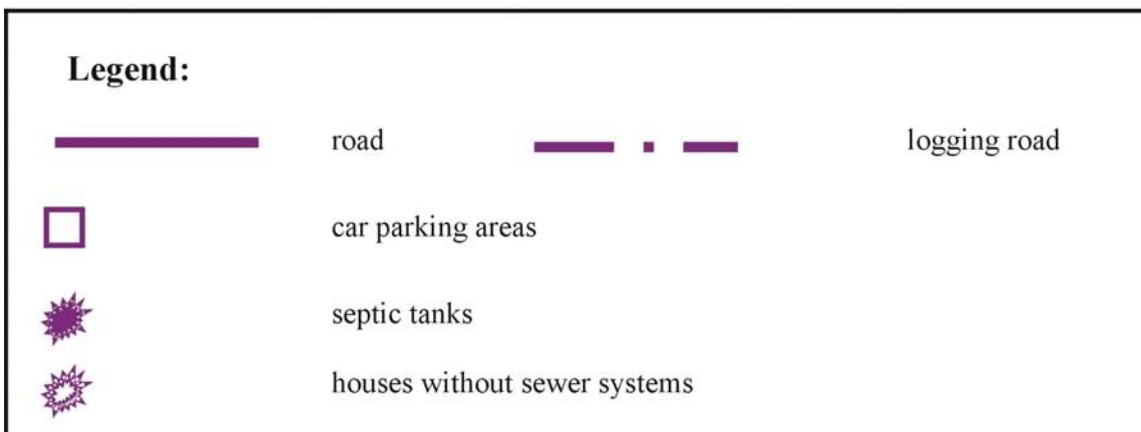 Legend:
road logging road
car parking areas
septic tanks
houses without sewer systems